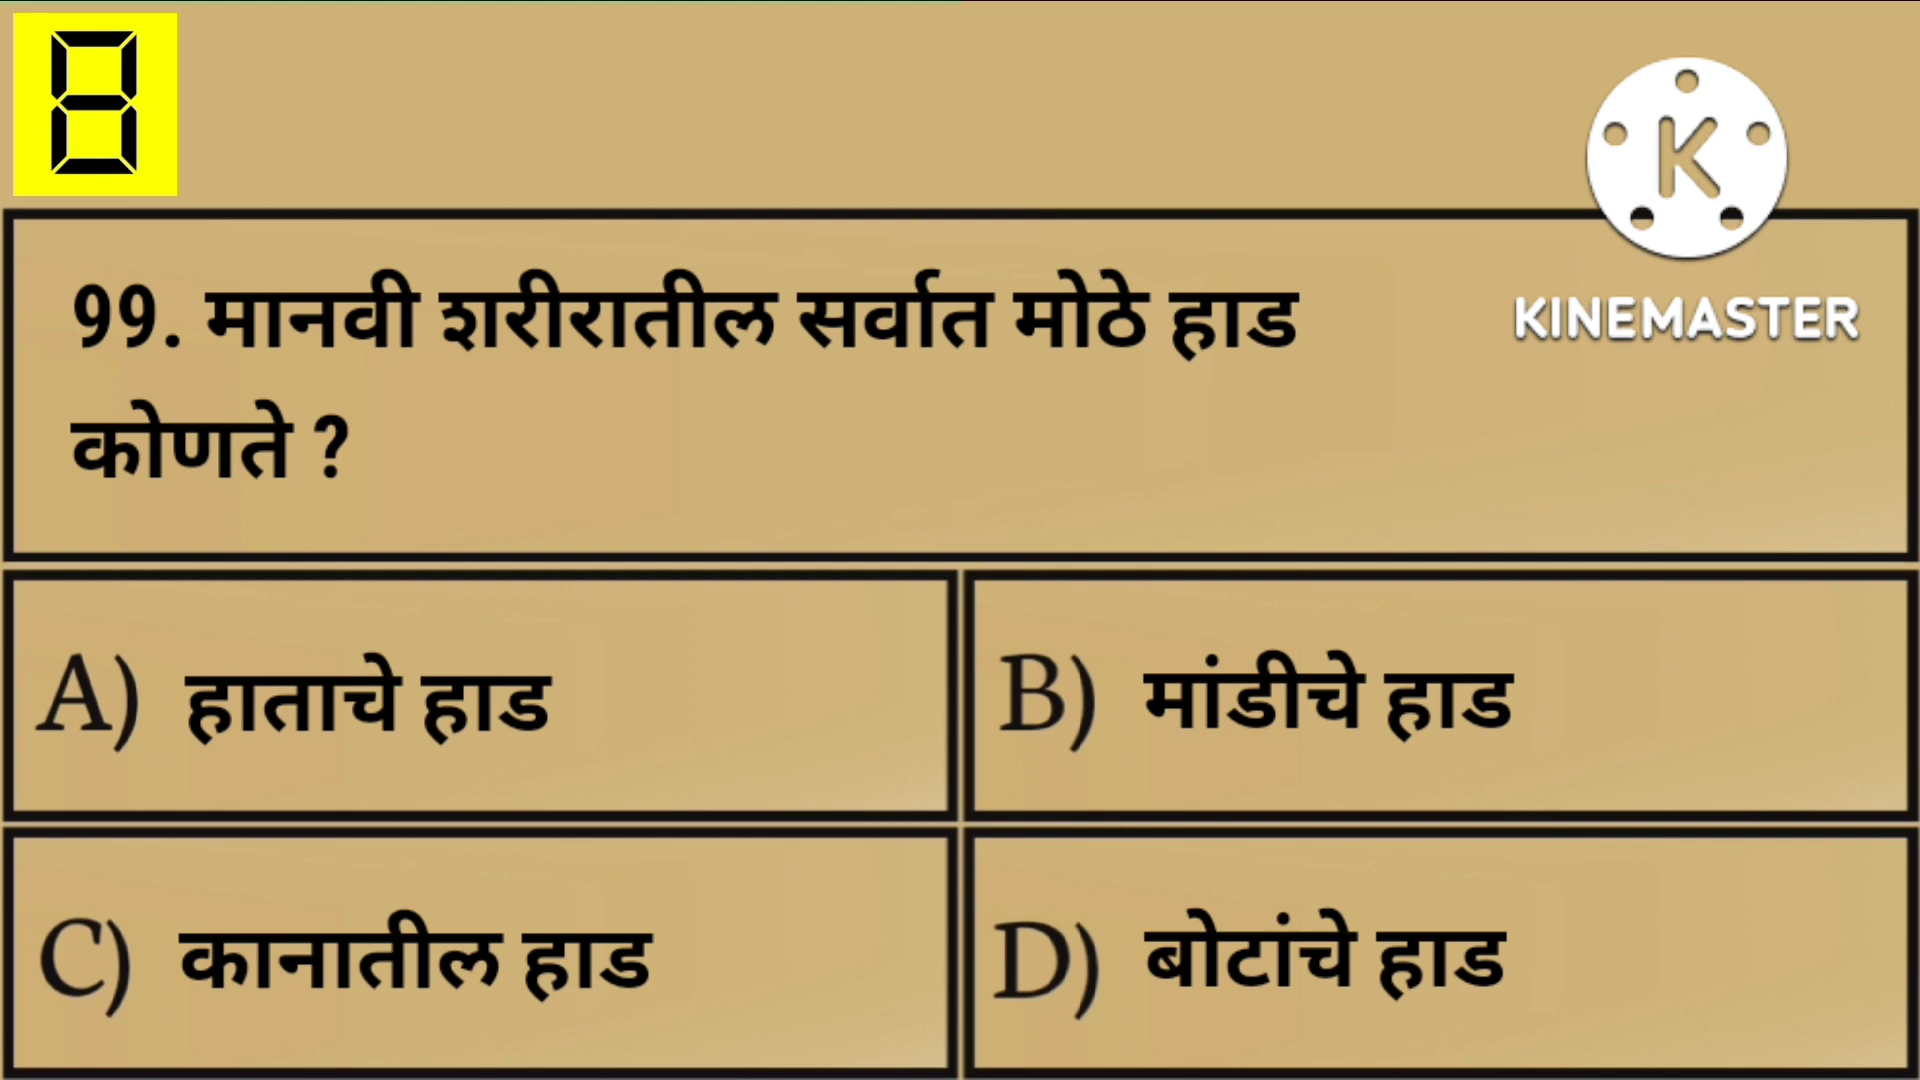 8
KINEMASTER
99. मानवी शरीरातील सर्वात मोठे हाड
कोणते ?
A) हाताचे हाड
B) मांडीचे हाड
C) कानातील हाड
D) बोटांचे हाड